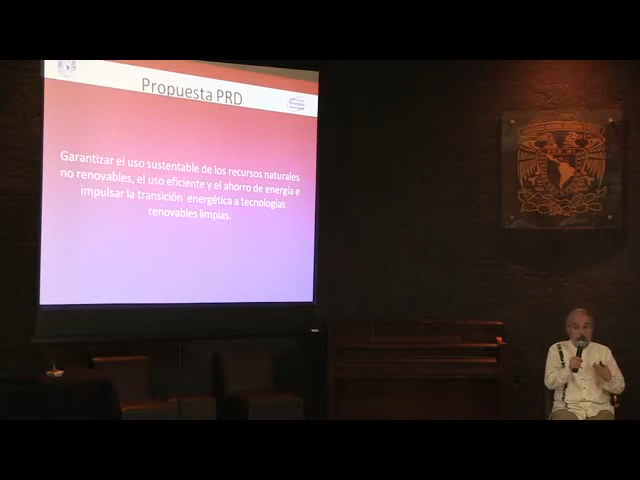 Propuesta PRD
Garantizar el uso sustentable de los recursos naturales
no renovables, el uso eficiente y el ahorro de energía e
impulsar la transición energética a tecnologías
renovables limpias.